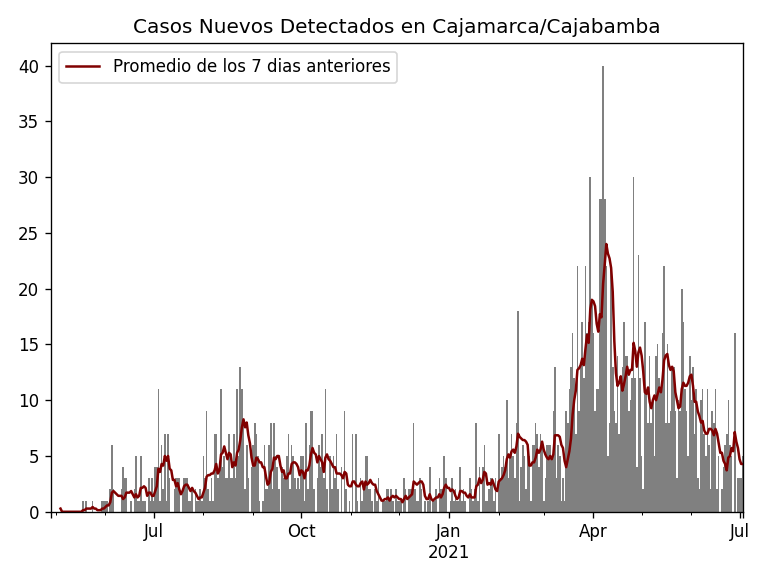 Casos Nuevos Detectados en Cajamarca/Cajabamba
Promedio de los 7 dias anteriores
40
35
30
25
20
15
10
5
0
Jul
Oct
Jan
2021
Apr
Jul